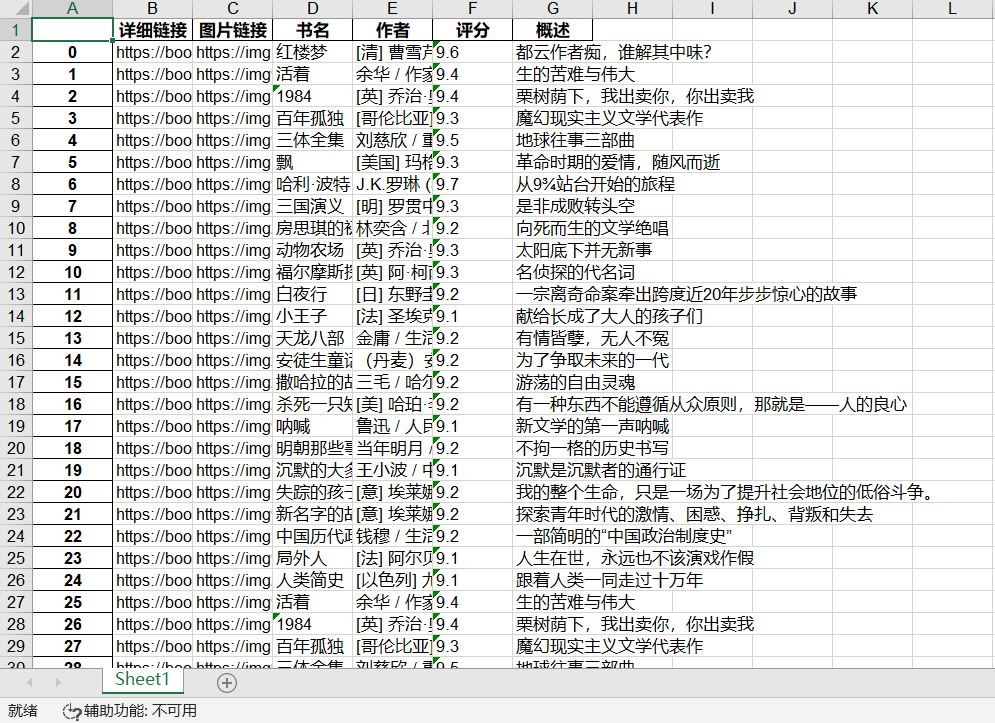 A B C D E F G H I J K L
1 详细链接 图片链接 书名 作者 评分 概述
2 0 https://boo https://img 红楼梦 [清] 曹雪芹 9.6 都云作者痴，谁解其中味？
3 1 https://boo https://img 活着 余华 / 作家 9.4 生的苦难与伟大
4 2 https://boo https://img 1984 [英] 乔治· 9.4 栗树荫下，我出卖你，你出卖我
5 3 https://boo https://img 百年孤独 [哥伦比亚] 9.3 魔幻现实主义文学代表作
6 4 https://boo https://img 三体全集 刘慈欣 / 重 9.5 地球往事三部曲
7 5 https://boo https://img 飘 [美国] 玛格 9.3 革命时期的爱情，随风而逝
8 6 https://boo https://img 哈利·波特 J.K.罗琳 ( 9.7 从9¾站台开始的旅程
9 7 https://boo https://img 三国演义 [明] 罗贯中 9.3 是非成败转头空
10 8 https://boo https://img 房思琪的初 林奕含 / 北 9.2 向死而生的文学绝唱
11 9 https://boo https://img 动物农场 [英] 乔治· 9.3 太阳底下并无新事
12 10 https://boo https://img 福尔摩斯探 [英] 阿·柯南 9.3 名侦探的代名词
13 11 https://boo https://img 白夜行 [日] 东野圭 9.2 一宗离奇命案牵出跨度近20年步步惊心的故事
14 12 https://boo https://img 小王子 [法] 圣埃克 9.1 献给长成了大人的孩子们
15 13 https://boo https://img 天龙八部 金庸 / 生活 9.2 有情皆孽，无人不冤
16 14 https://boo https://img 安徒生童话 （丹麦）安 9.2 为了争取未来的一代
17 15 https://boo https://img 撒哈拉的故 三毛 / 哈尔 9.2 游荡的自由灵魂
18 16 https://boo https://img 杀死一只知 [美] 哈珀· 9.2 有一种东西不能遵循从众原则，那就是——人的良心
19 17 https://boo https://img 呐喊 鲁迅 / 人民 9.1 新文学的第一声呐喊
20 18 https://boo https://img 明朝那些事 当年明月 / 9.2 不拘一格的历史书写
21 19 https://boo https://img 沉默的大多 王小波 / 中 9.1 沉默是沉默者的通行证
22 20 https://boo https://img 失踪的孩子 [意] 埃莱娜 9.2 我的整个生命，只是一场为了提升社会地位的低俗斗争。
23 21 https://boo https://img 新名字的故 [意] 埃莱娜 9.2 探索青年时代的激情、困惑、挣扎、背叛和失去
24 22 https://boo https://img 中国历代政 钱穆 / 生活 9.2 一部简明的“中国政治制度史”
25 23 https://boo https://img 局外人 [法] 阿尔贝 9.1 人生在世，永远也不该演戏作假
26 24 https://boo https://img 人类简史 [以色列] 尤 9.1 跟着人类一同走过十万年
27 25 https://boo https://img 活着 余华 / 作家 9.4 生的苦难与伟大
28 26 https://boo https://img 1984 [英] 乔治· 9.4 栗树荫下，我出卖你，你出卖我
29 27 https://boo https://img 百年孤独 [哥伦比亚] 9.3 魔幻现实主义文学代表作
30 28 https://boo https://img 三体全集 刘慈欣 / 重 9.5 地球往事三部曲
Sheet1
就绪 辅助功能: 不可用